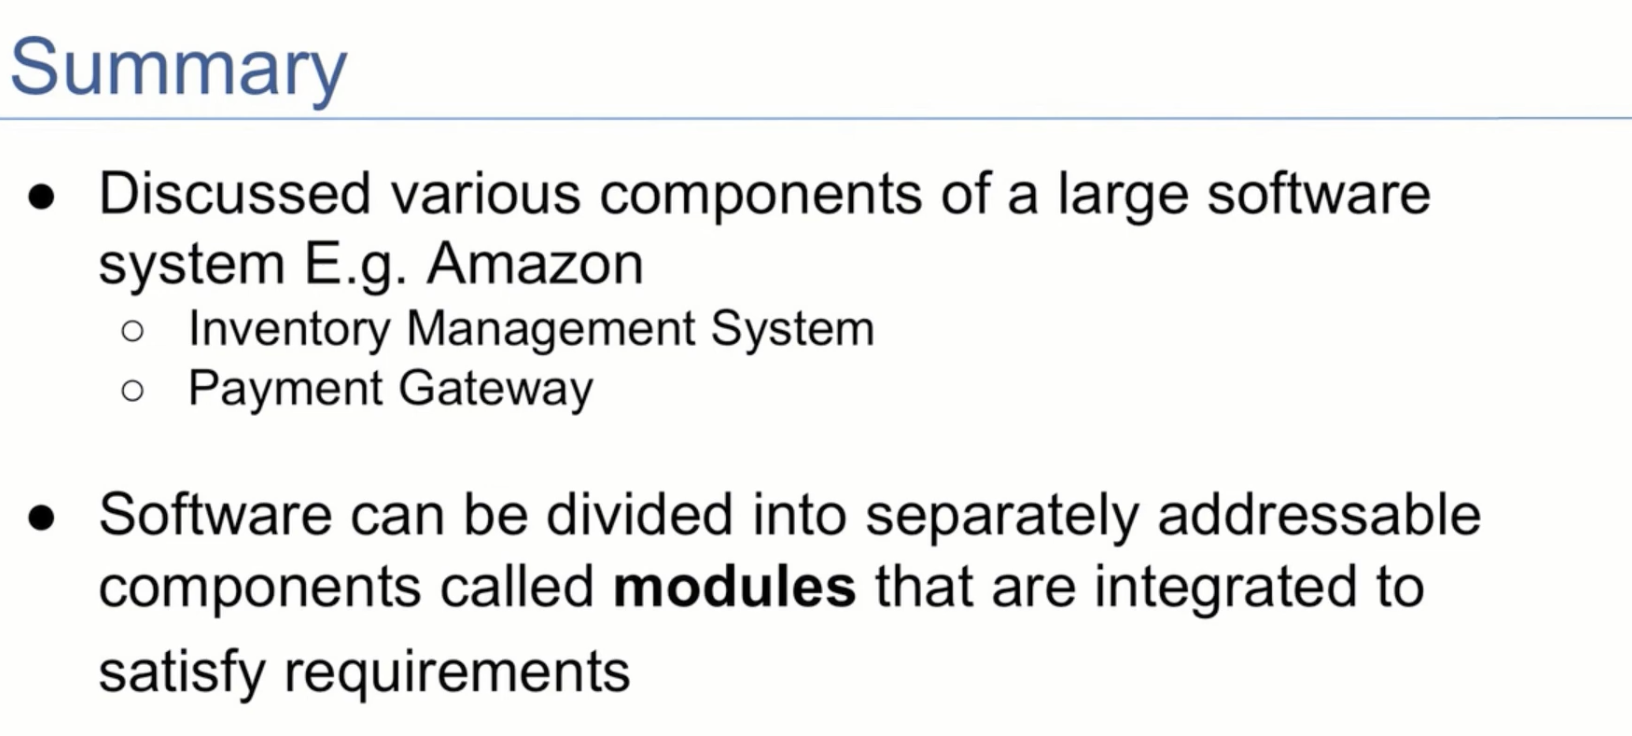 Summary
● Discussed various components of a large software
system E.g. Amazon
○ Inventory Management System
○ Payment Gateway
● Software can be divided into separately addressable
components called modules that are integrated to
satisfy requirements